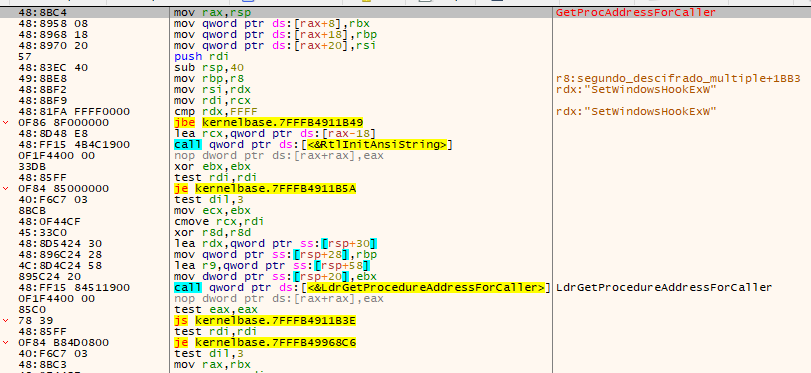 48:8BC4 mov rax,rsp GetProcAddressForCaller
48:8958 08 mov qword ptr ds:[rax+8],rbx
48:8968 18 mov qword ptr ds:[rax+18],rbp
48:8970 20 mov qword ptr ds:[rax+20],rsi
57 push rdi
48:83EC 40 sub rsp,40
49:8BE8 mov rbp,r8 r8:segundo_descifrado_multiple+1BB3
48:8BF2 mov rsi,rdx rdx:"SetWindowsHookExW"
48:8BF9 mov rdi,rcx
48:81FA FFFF0000 cmp rdx,FFFF rdx:"SetWindowsHookExW"
0F86 8F000000 jbe kernelbase.7FFFB4911B49
48:8D48 E8 lea rcx,qword ptr ds:[rax-18]
48:FF15 4B4C1900 call qword ptr ds:[<&RtlInitAnsiString>]
0F1F4400 00 nop dword ptr ds:[rax+rax],eax
33DB xor ebx,ebx
48:85FF test rdi,rdi
0F84 85000000 je kernelbase.7FFFB4911B5A
40:F6C7 03 test dil,3
8BCB mov ecx,ebx
48:0F44CF cmove rcx,rdi
45:33C0 xor r8d,r8d
48:8D5424 30 lea rdx,qword ptr ss:[rsp+30]
48:896C24 28 mov qword ptr ss:[rsp+28],rbp
4C:8D4C24 58 lea r9,qword ptr ss:[rsp+58]
895C24 20 mov dword ptr ss:[rsp+20],ebx
48:FF15 84511900 call qword ptr ds:[<&LdrGetProcedureAddressForCaller>] LdrGetProcedureAddressForCaller
0F1F4400 00 nop dword ptr ds:[rax+rax],eax
85C0 test eax,eax
78 39 js kernelbase.7FFFB4911B3E
48:85FF test rdi,rdi
0F84 B84D0800 je kernelbase.7FFFB49968C6
40:F6C7 03 test dil,3
48:8BC3 mov rax,rbx